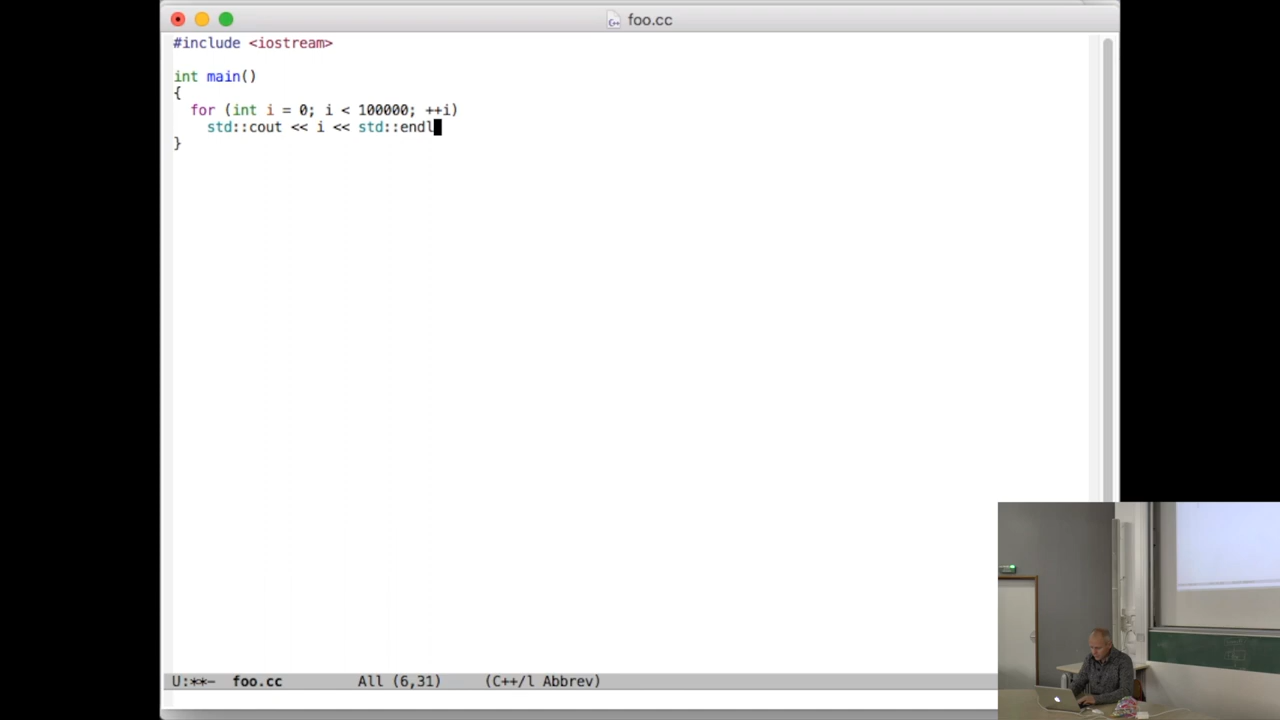 foo.cc
#include <iostream>
int main()
{
for (int i = 0; i < 100000; ++i)
std::cout << i << std::endl
}
U:**- foo.cc All (6,31) (C++/l Abbrev)